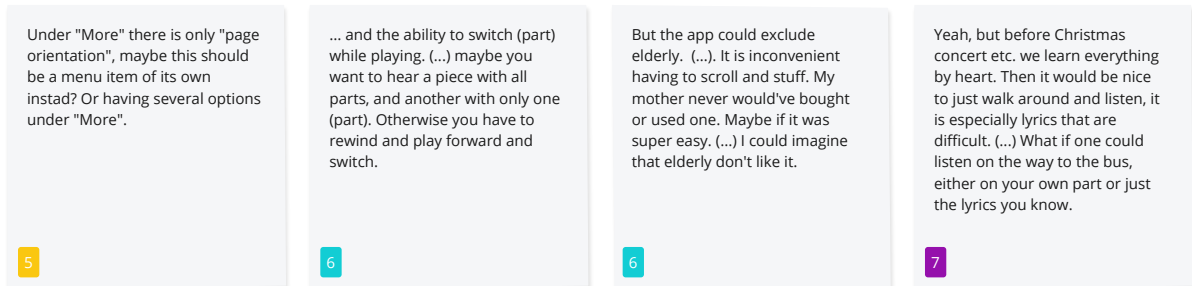 Under "More" there is only "page
orientation", maybe this should
be a menu item of its own
instad? Or having several options
under "More".
5
... and the ability to switch (part)
while playing. (...) maybe you
want to hear a piece with all
parts, and another with only one
(part). Otherwise you have to
rewind and play forward and
switch.
6
But the app could exclude
elderly.  (...). It is inconvenient
having to scroll and stuff. My
mother never would've bought
or used one. Maybe if it was
super easy. (...) I could imagine
that elderly don't like it.
6
Yeah, but before Christmas
concert etc. we learn everything
by heart. Then it would be nice
to just walk around and listen, it
is especially lyrics that are
difficult. (...) What if one could
listen on the way to the bus,
either on your own part or just
the lyrics you know.
7